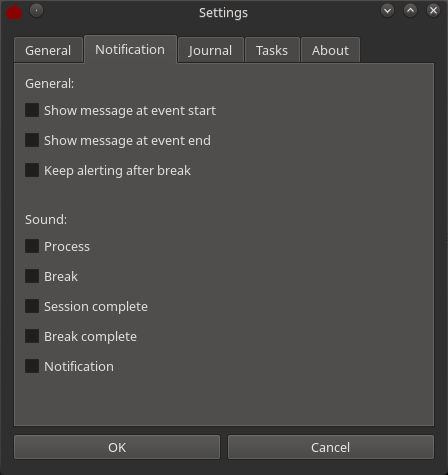 Settings
General Notification Journal Tasks About
General:
Show message at event start
Show message at event end
Keep alerting after break
Sound:
Process
Break
Session complete
Break complete
Notification
OK Cancel